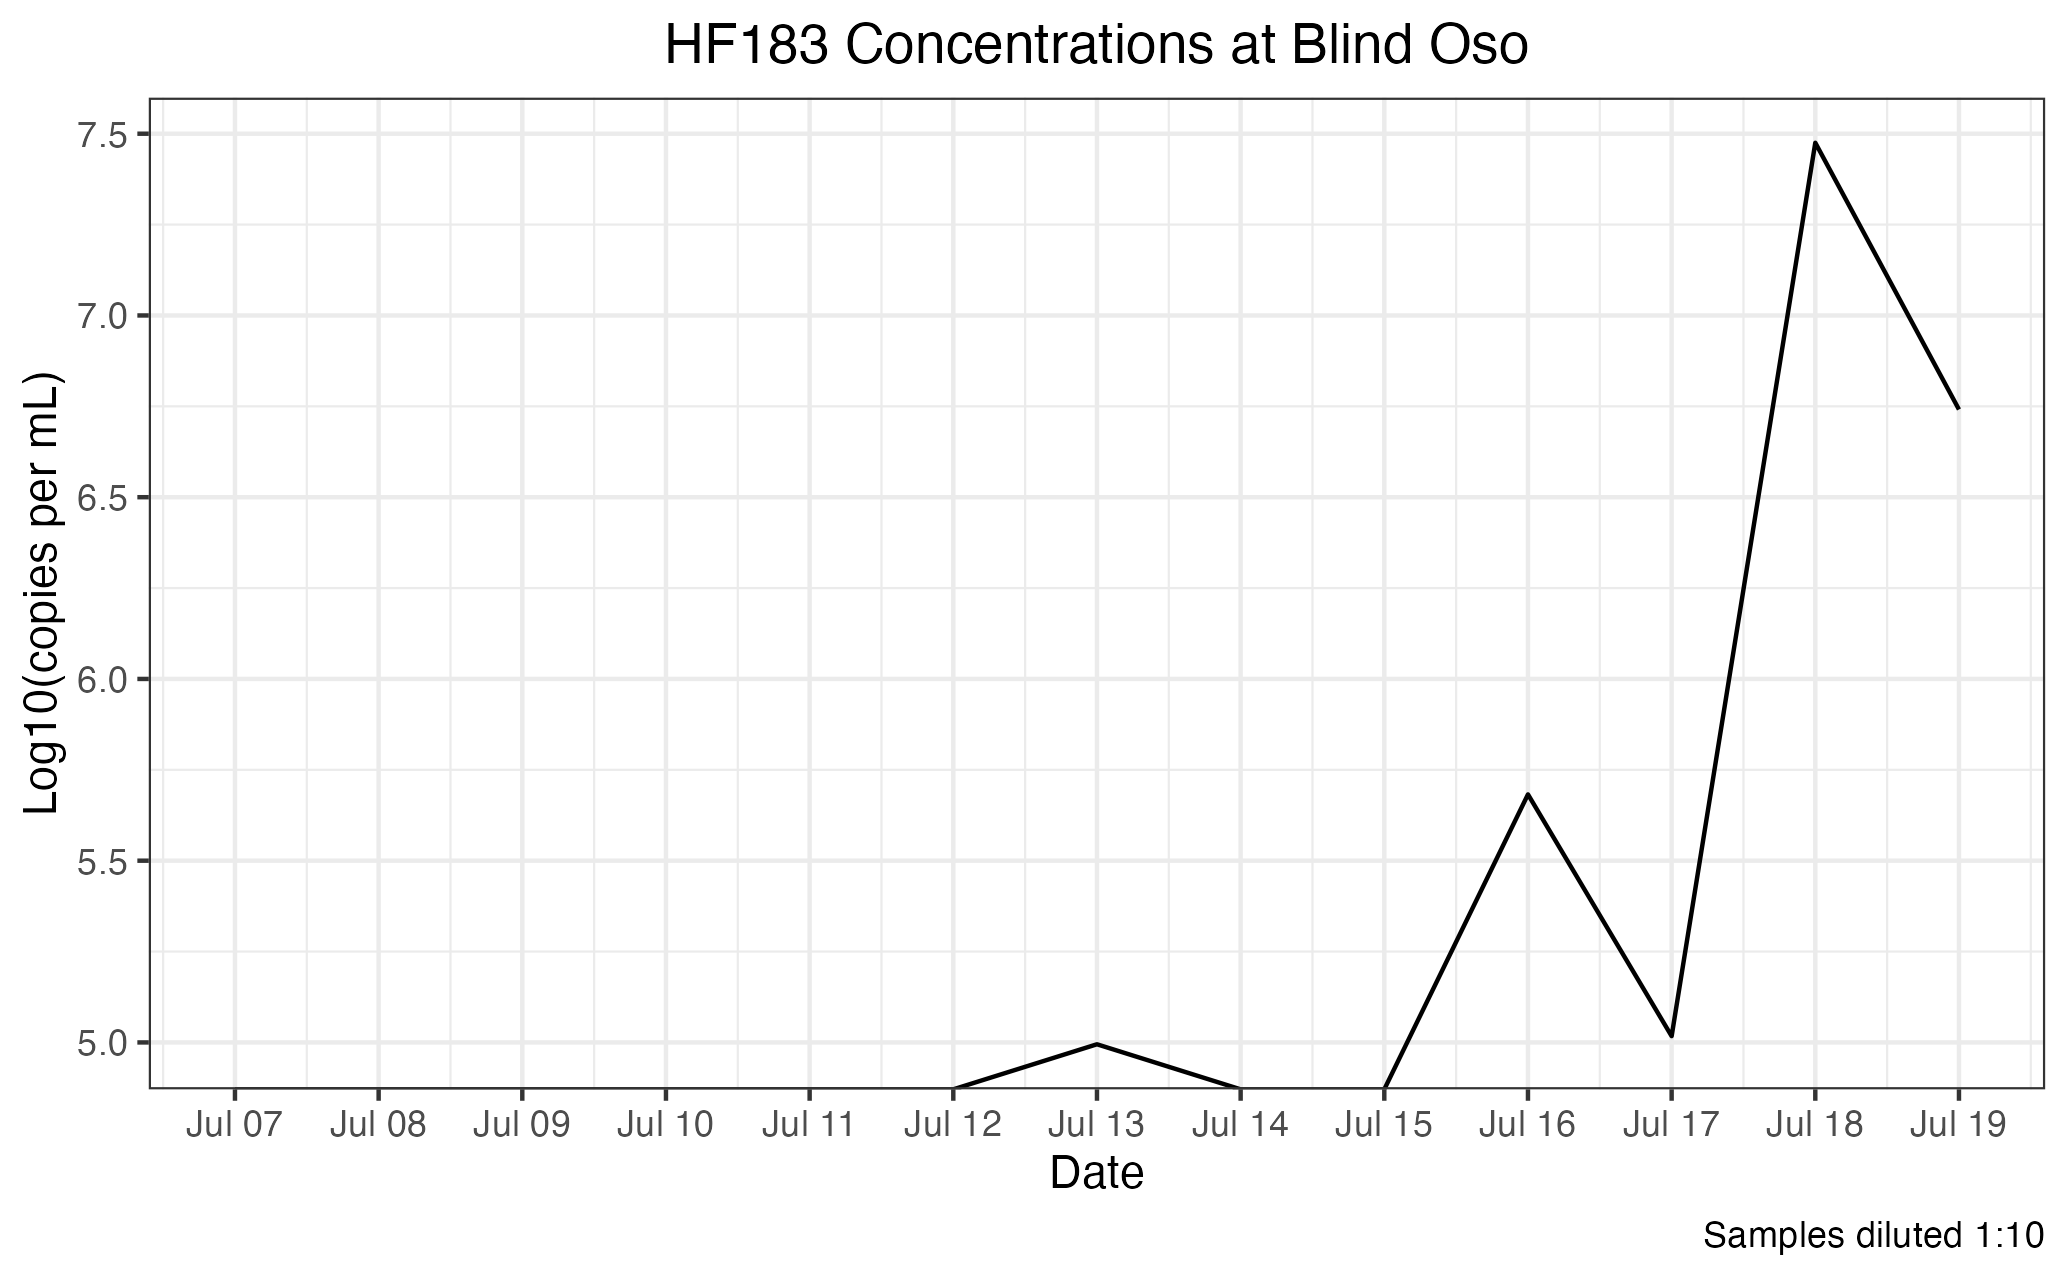 HF183 Concentrations at Blind Oso
Log10(copies per mL)
7.5
7.0
6.5
6.0
5.5
5.0
Jul 07 Jul 08 Jul 09 Jul 10 Jul 11 Jul 12 Jul 13 Jul 14 Jul 15 Jul 16 Jul 17 Jul 18 Jul 19
Date
Samples diluted 1:10